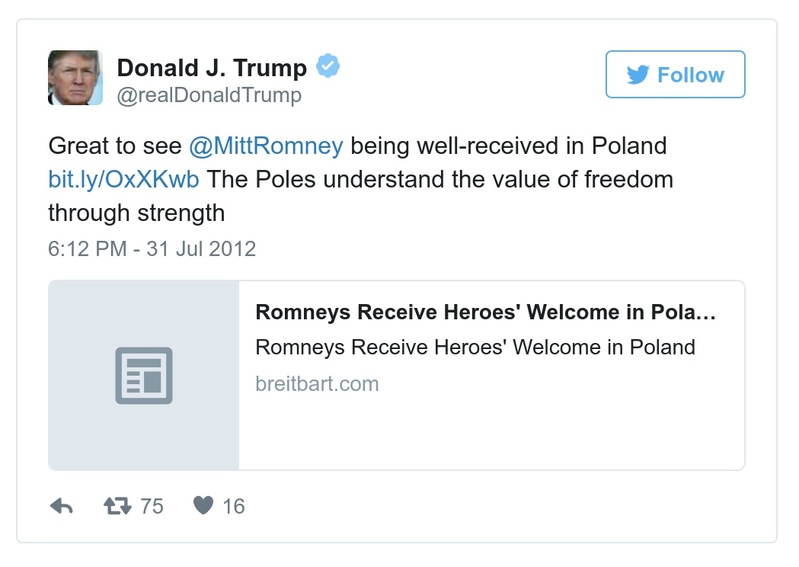 Donald J. Trump
@realDonaldTrump
Follow
Great to see @MittRomney being well-received in Poland
bit.ly/OxXKwb The Poles understand the value of freedom
through strength
6:12 PM - 31 Jul 2012
Romneys Receive Heroes' Welcome in Pola…
Romneys Receive Heroes' Welcome in Poland
breitbart.com
75
16